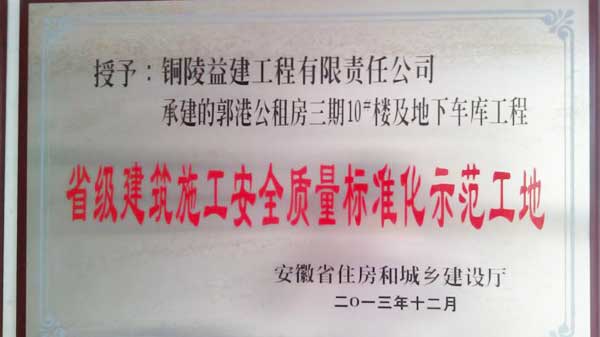 授予：铜陵益建工程有限责任公司
承建的郭港公租房三期10#楼及地下车库工程
省级建筑施工安全质量标准化示范工地
安徽省住房和城乡建设厅
二〇一三年十二月